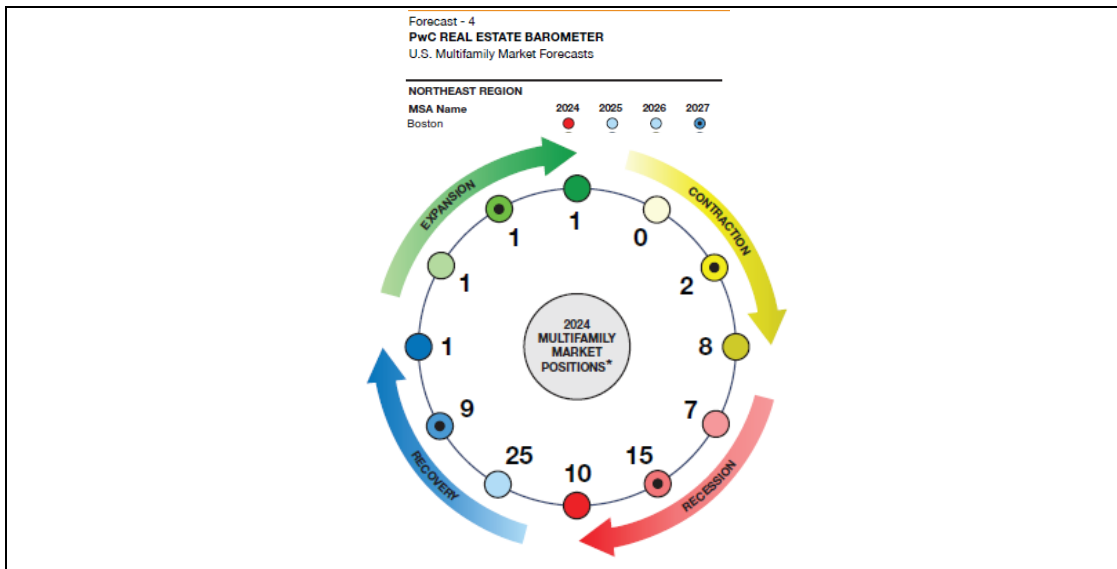 Forecast - 4
PwC REAL ESTATE BAROMETER
U.S. Multifamily Market Forecasts
NORTHEAST REGION
MSA Name 2024 2025 2026 2027
Boston
EXPANSION
CONTRACTION
1
1
0
1
2
2024
MULTIFAMILY
MARKET
POSITIONS*
1
8
9
7
25
10
15
RECOVERY
RECESSION